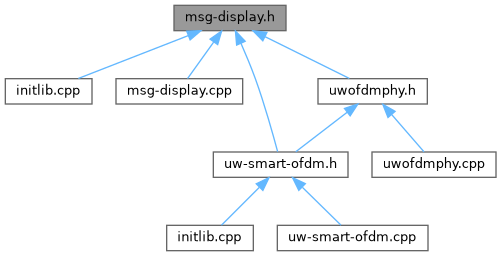 msg-display.h
initlib.cpp
msg-display.cpp
uwofdmphy.h
uw-smart-ofdm.h
uwofdmphy.cpp
initlib.cpp
uw-smart-ofdm.cpp